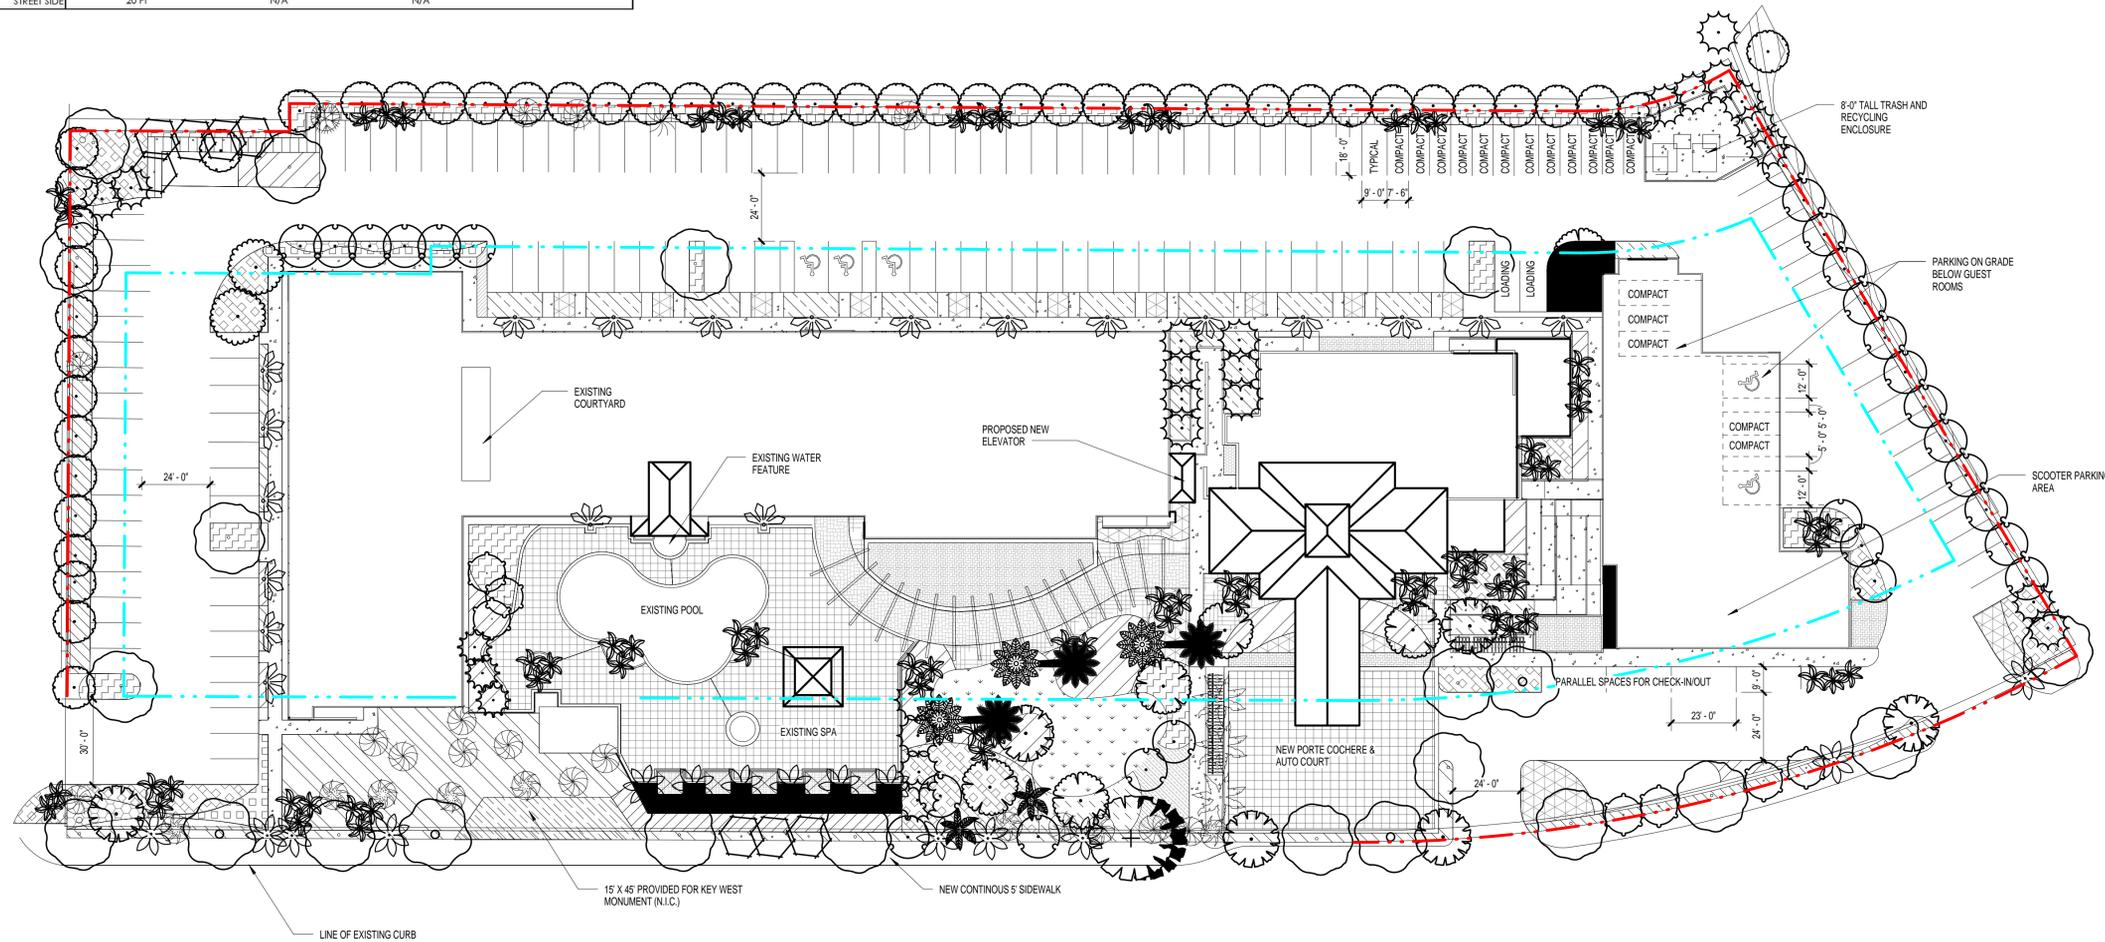 STREET SIDE 20 FT N/A N/A
8'-0" TALL TRASH AND
RECYCLING
ENCLOSURE
18' - 0"
TYPICAL
COMPACT
COMPACT
COMPACT
COMPACT
COMPACT
COMPACT
COMPACT
COMPACT
COMPACT
COMPACT
COMPACT
COMPACT
9' - 0" 7' - 6"
24' - 0"
LOADING
LOADING
PARKING ON GRADE
BELOW GUEST
ROOMS
COMPACT
COMPACT
COMPACT
12' - 0"
COMPACT
COMPACT
5' - 0" 5' - 0"
12' - 0"
EXISTING
COURTYARD
PROPOSED NEW
ELEVATOR
EXISTING WATER
FEATURE
24' - 0"
SCOOTER PARKING
AREA
EXISTING POOL
PARALLEL SPACES FOR CHECK-IN/OUT
9' - 0"
23' - 0"
24' - 0"
30' - 0"
EXISTING SPA
NEW PORTE COCHERE &
AUTO COURT
24' - 0"
15' X 45' PROVIDED FOR KEY WEST
MONUMENT (N.I.C.)
NEW CONTINOUS 5' SIDEWALK
LINE OF EXISTING CURB